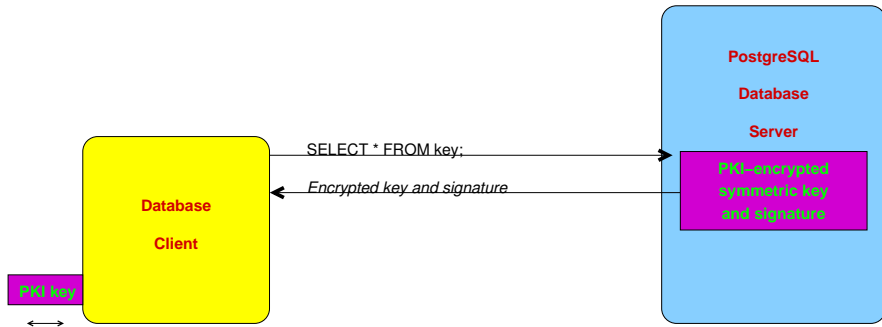 PostgreSQL
Database
Server
SELECT * FROM key;
PKI–encrypted
symmetric key
and signature
Encrypted key and signature
Database
Client
PKI key